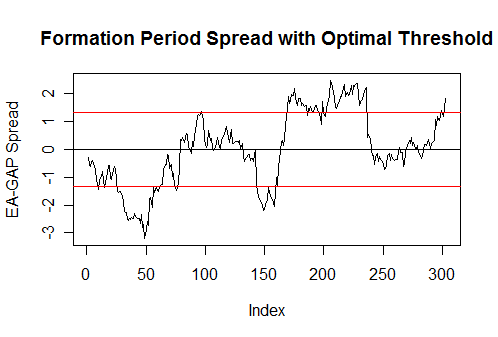 Formation Period Spread with Optimal Threshold
EA-GAP Spread
2
1
0
-1
-2
-3
0 50 100 150 200 250 300
Index